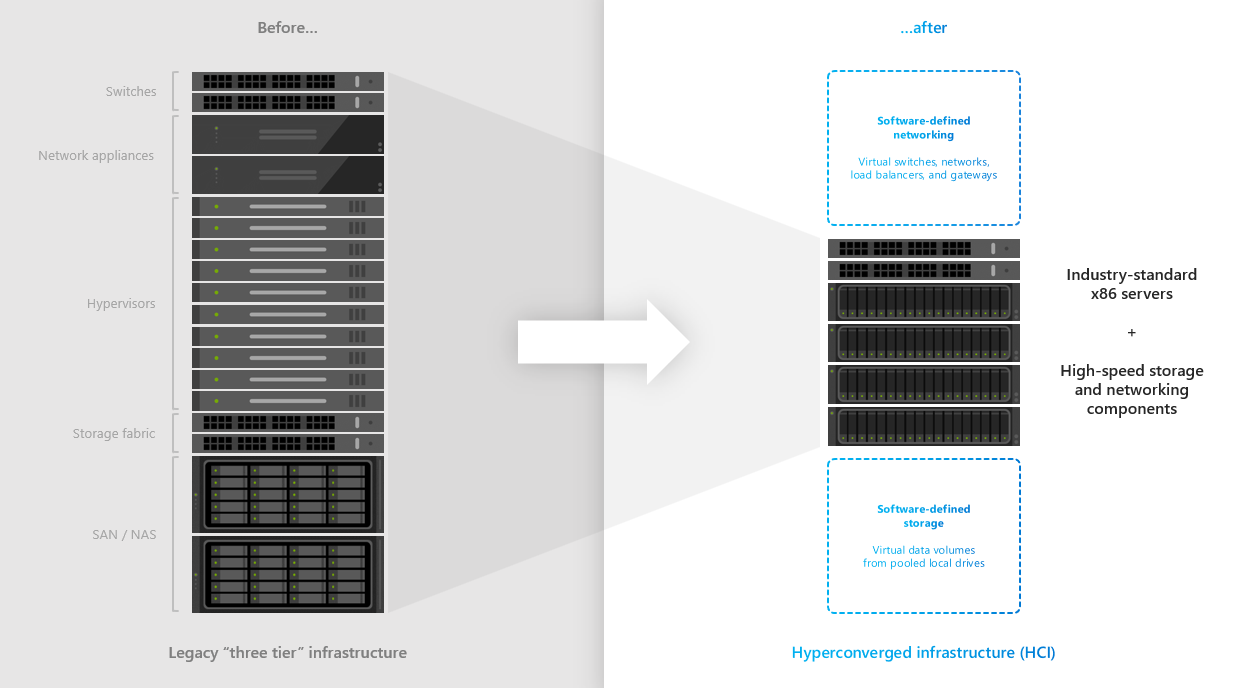 Before...
...after
Switches
Network appliances
Hypervisors
Storage fabric
SAN / NAS
Legacy “three tier” infrastructure
Software-defined
networking
Virtual switches, networks,
load balancers, and gateways
Industry-standard
x86 servers
+
High-speed storage
and networking
components
Software-defined
storage
Virtual data volumes
from pooled local drives
Hyperconverged infrastructure (HCI)